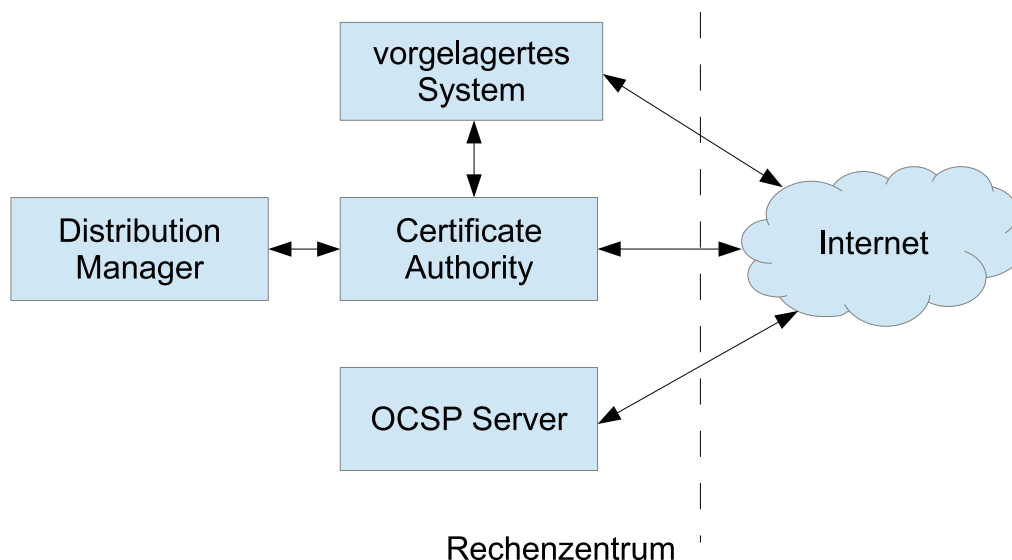 vorgelagertes
System
Distribution
Manager
Certificate
Authority
Internet
OCSP Server
Rechenzentrum